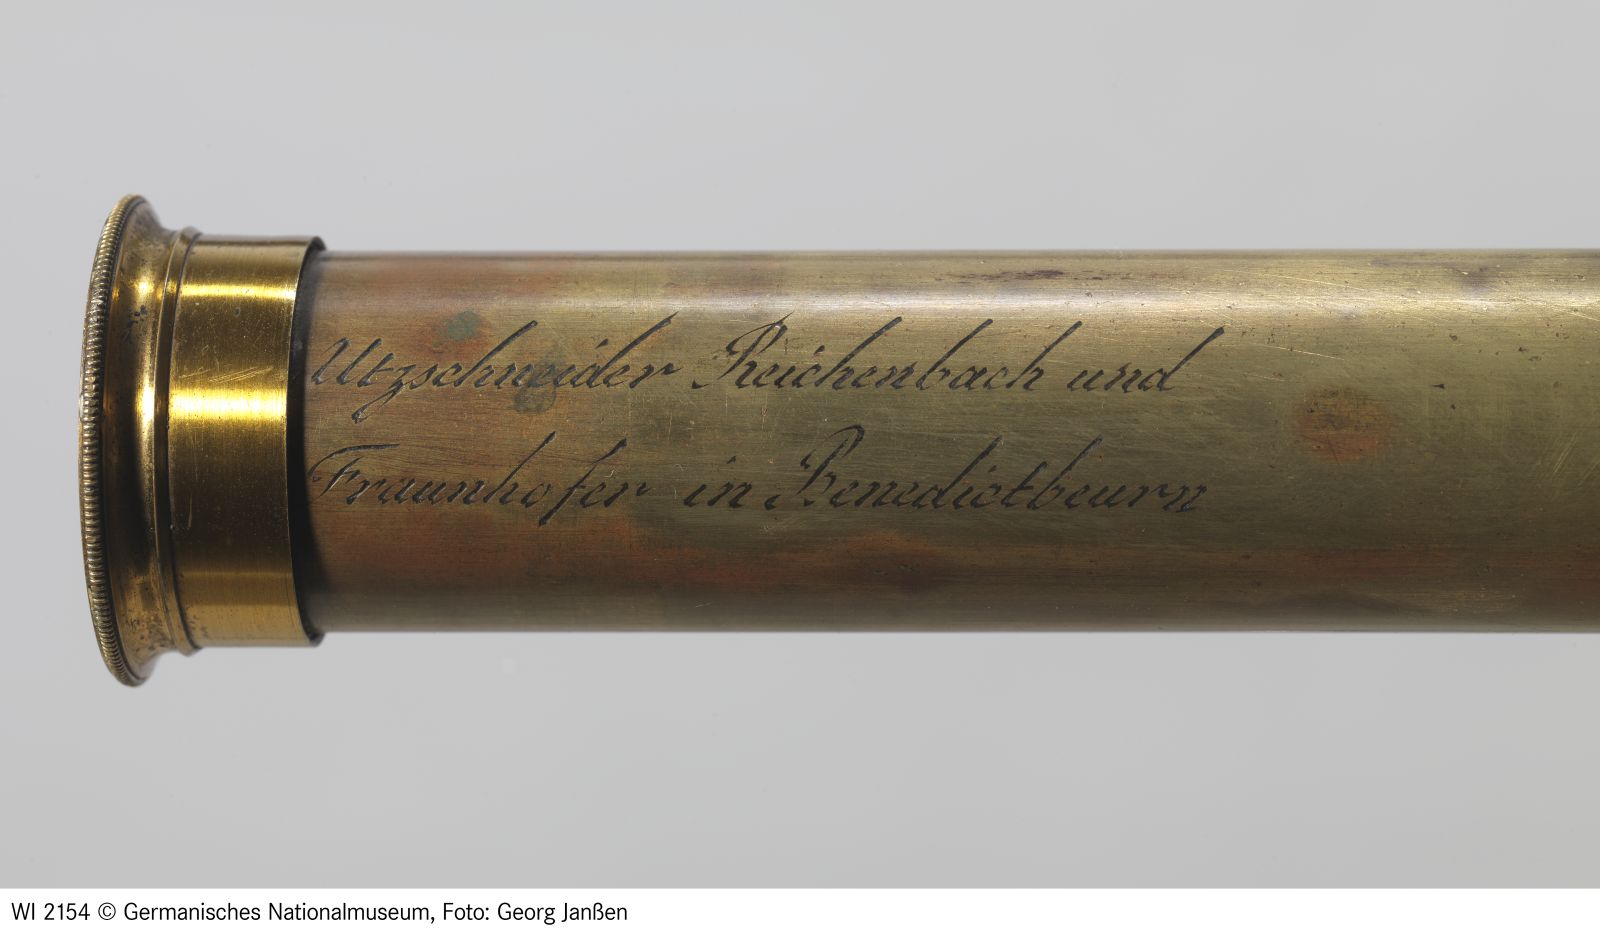 Utzschneider Reichenbach und
Fraunhofer in Benedictbeurn
WI 2154 © Germanisches Nationalmuseum, Foto: Georg Janßen